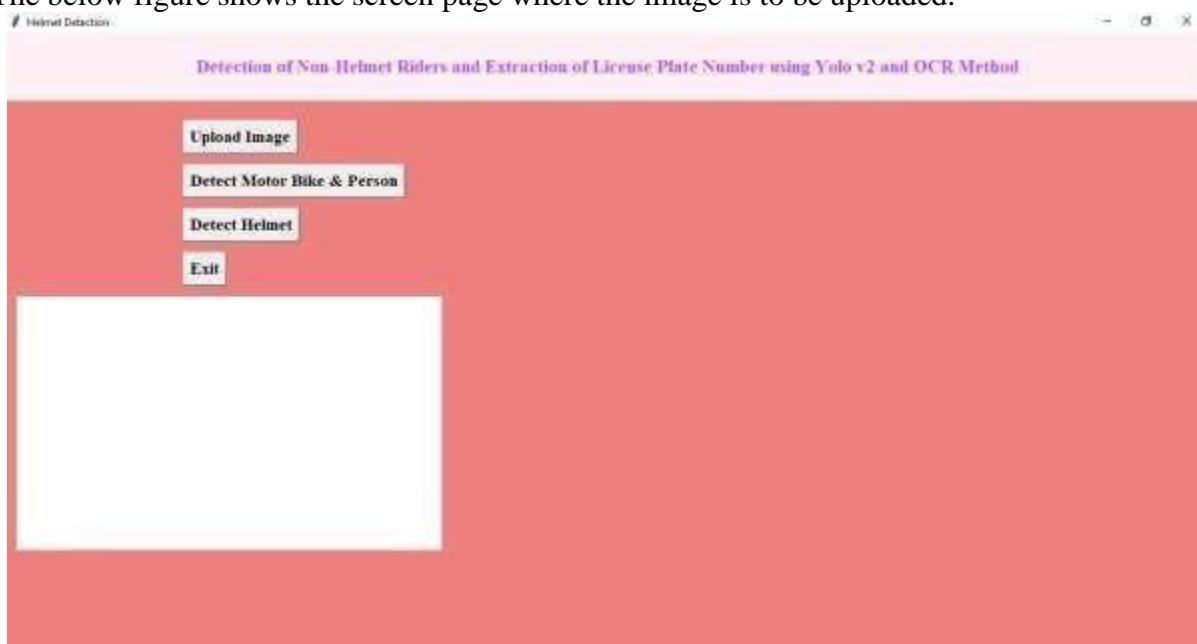 The below figure shows the screen page where the image is to be uploaded.
Helmet Detection
Detection of Non-Helmet Riders and Extraction of License Plate Number using Yolo v2 and OCR Method
Upload Image
Detect Motor Bike & Person
Detect Helmet
Exit